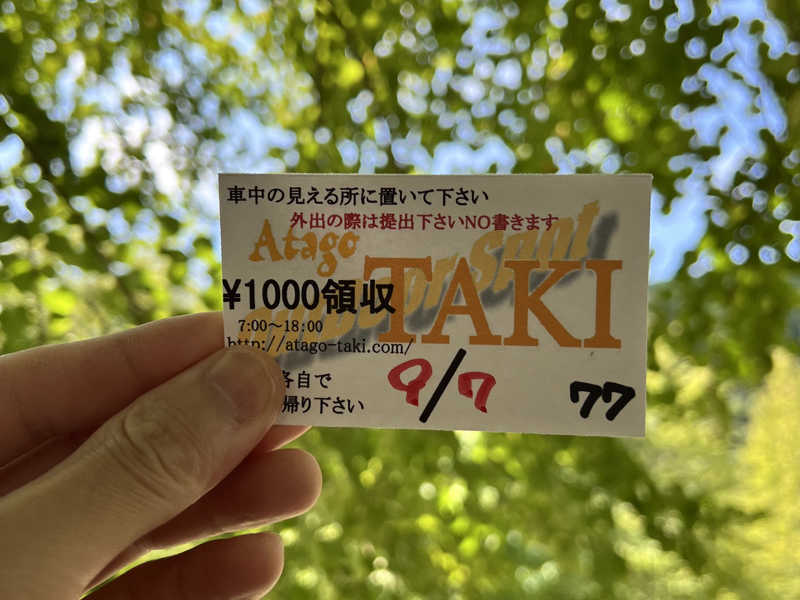 車中の見える所に置いて下さい
外出の際は提出下さいNO書きます
Atago
Outdoor Spot
TAKI
¥1000領収
7:00～18:00
http://atago-taki.com/
各自で
帰り下さい
9/7
77